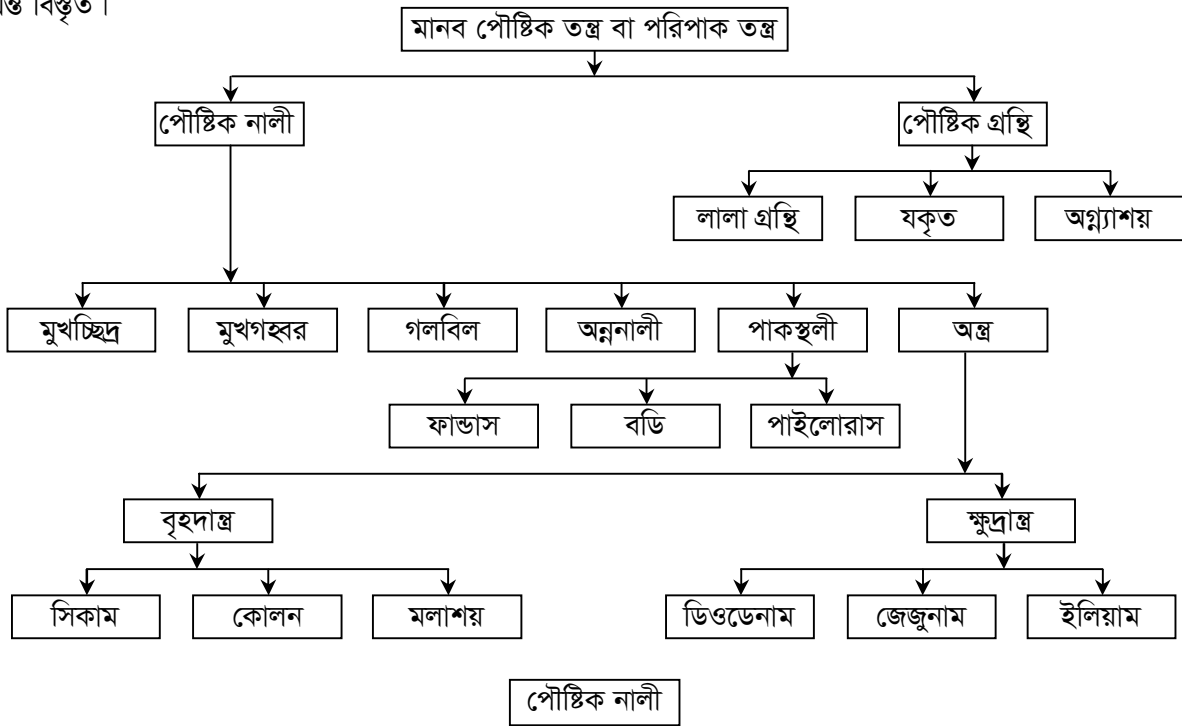 বিস্তৃত।
মানব পৌষ্টিক তন্ত্র বা পরিপাক তন্ত্র
পৌষ্টিক নালী পৌষ্টিক গ্রন্থি
লালা গ্রন্থি যকৃত অগ্ন্যাশয়
মুখচ্ছিদ্র মুখগহ্বর গলবিল অন্ননালী পাকস্থলী অন্ত্র
ফান্ডাস বডি পাইলোরাস
বৃহদান্ত্র ক্ষুদ্রান্ত্র
সিকাম কোলন মলাশয় ডিওডেনাম জেজুনাম ইলিয়াম
পৌষ্টিক নালী